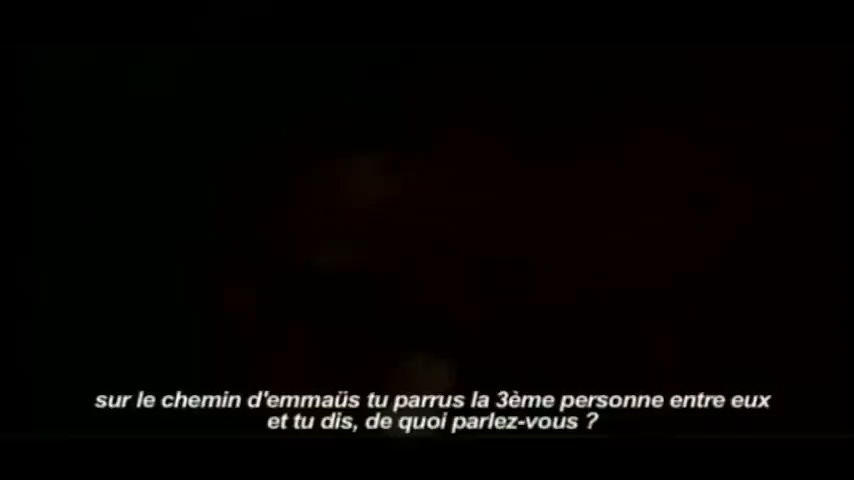 sur le chemin d'emmaüs tu parrus la 3ème personne entre eux
et tu dis, de quoi parlez-vous ?